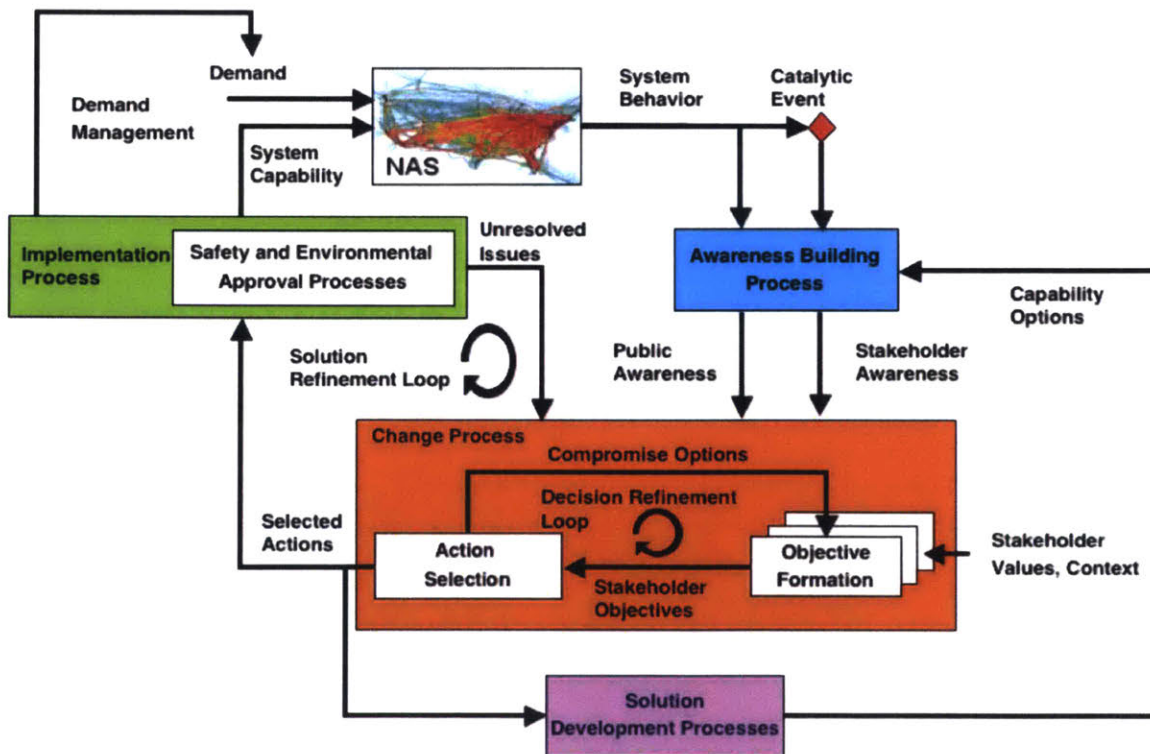 Demand
Demand
Management
System
Capability
NAS
System
Behavior
Catalytic
Event
Implementation
Process
Safety and Environmental
Approval Processes
Unresolved
Issues
Awareness Building
Process
Capability
Options
Solution
Refinement Loop
Public
Awareness
Stakeholder
Awareness
Change Process
Compromise Options
Decision Refinement
Loop
Selected
Actions
Action
Selection
Objective
Formation
Stakeholder
Values, Context
Stakeholder
Objectives
Solution
Development Processes